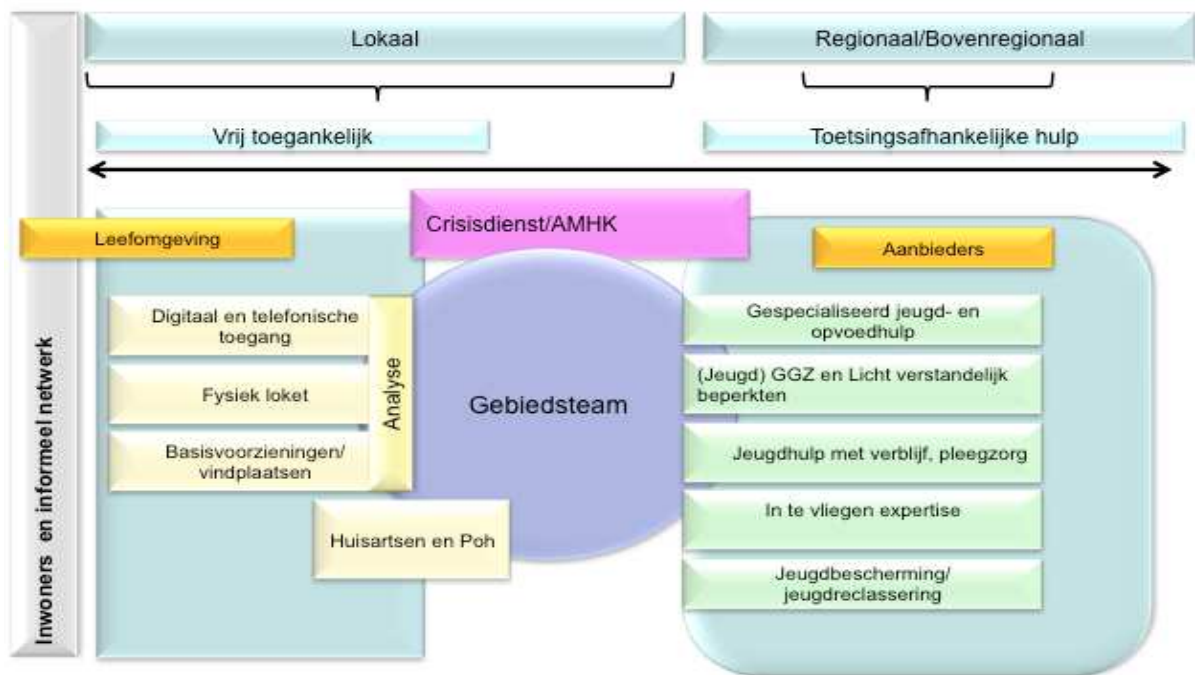 Lokaal
Regionaal/Bovenregionaal
Vrij toegankelijk
Toetsingsafhankelijke hulp
Inwoners en informeel netwerk
Leefomgeving
Crisisdienst/AMHK
Aanbieders
Digitaal en telefonische
toegang
Fysiek loket
Basisvoorzieningen/
vindplaatsen
Analyse
Huisartsen en Poh
Gebiedsteam
Gespecialiseerd jeugd- en
opvoedhulp
(Jeugd) GGZ en Licht verstandelijk
beperkten
Jeugdhulp met verblijf, pleegzorg
In te vliegen expertise
Jeugdbescherming/
jeugdreclassering